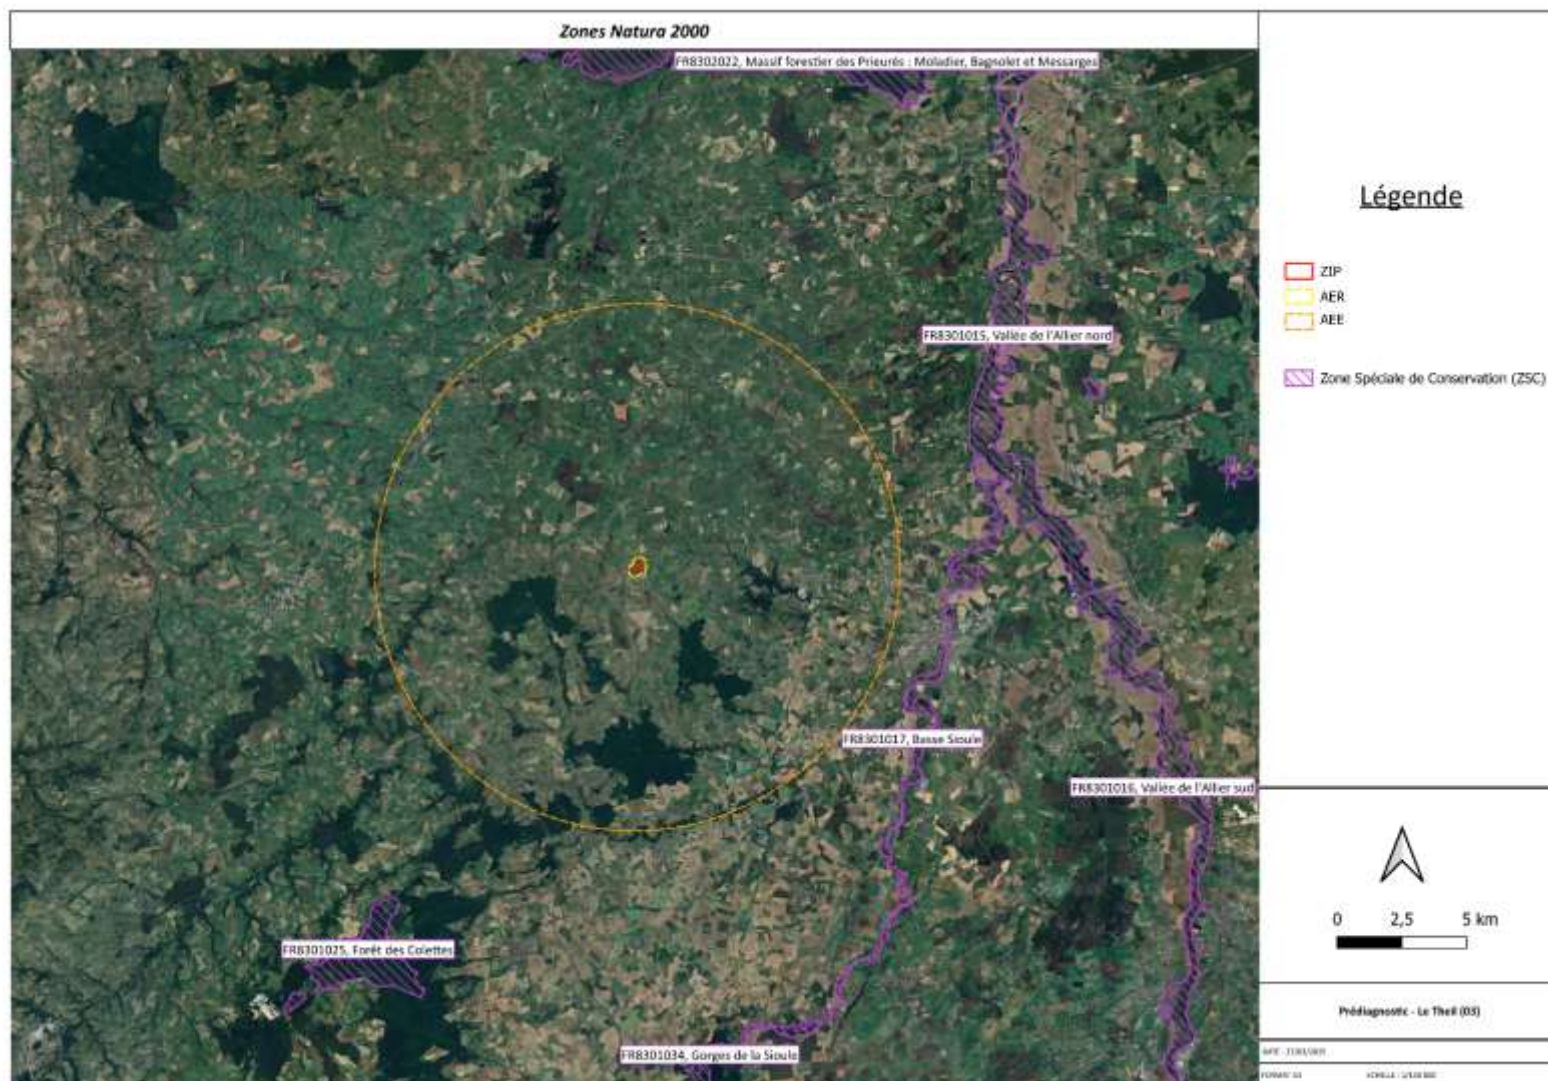 Zones Natura 2000
FR8302022, Massif forestier des Prieurés : Moladier, Bagnolet et Messarges
Légende
ZIP
AER
AEE
Zone Spéciale de Conservation (ZSC)
FR8301015, Vallée de l'Allier nord
FR8301017, Basse Sioule
FR8301016, Vallée de l'Allier sud
FR8301025, Forêt des Colettes
FR8301034, Gorges de la Sioule
0 2,5 5 km
Prédiagnostic - Le Theil (03)